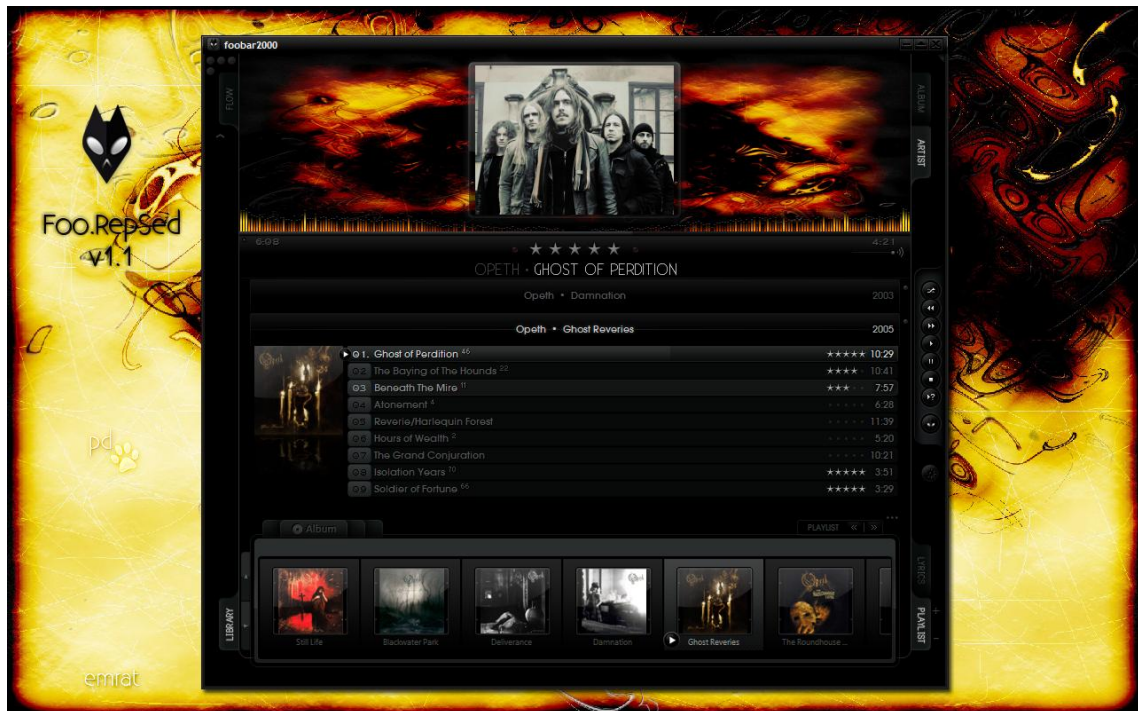 foobar2000
FLOW
ALBUM
ARTIST
Foo.RepSed
v1.1
6:08
4:21
OPETH • GHOST OF PERDITION
Opeth • Damnation 2003
Opeth • Ghost Reveries 2005
01. Ghost of Perdition 46 ★★★★★ 10:29
02 The Baying of The Hounds 22 ★★★★ 10:41
03 Beneath The Mire 11 ★★★ 7:57
04 Atonement 4 6:28
05 Reverie/Harlequin Forest 11:39
06 Hours of Wealth 2 5:20
07 The Grand Conjuration 10:21
08 Isolation Years 10 ★★★★★ 3:51
09 Soldier of Fortune 66 ★★★★★ 3:29
pd
Album
PLAYLIST « | »
LYRICS
LIBRARY
PLAYLIST
Still Life
Blackwater Park
Deliverance
Damnation
Ghost Reveries
The Roundhouse ...
emrat